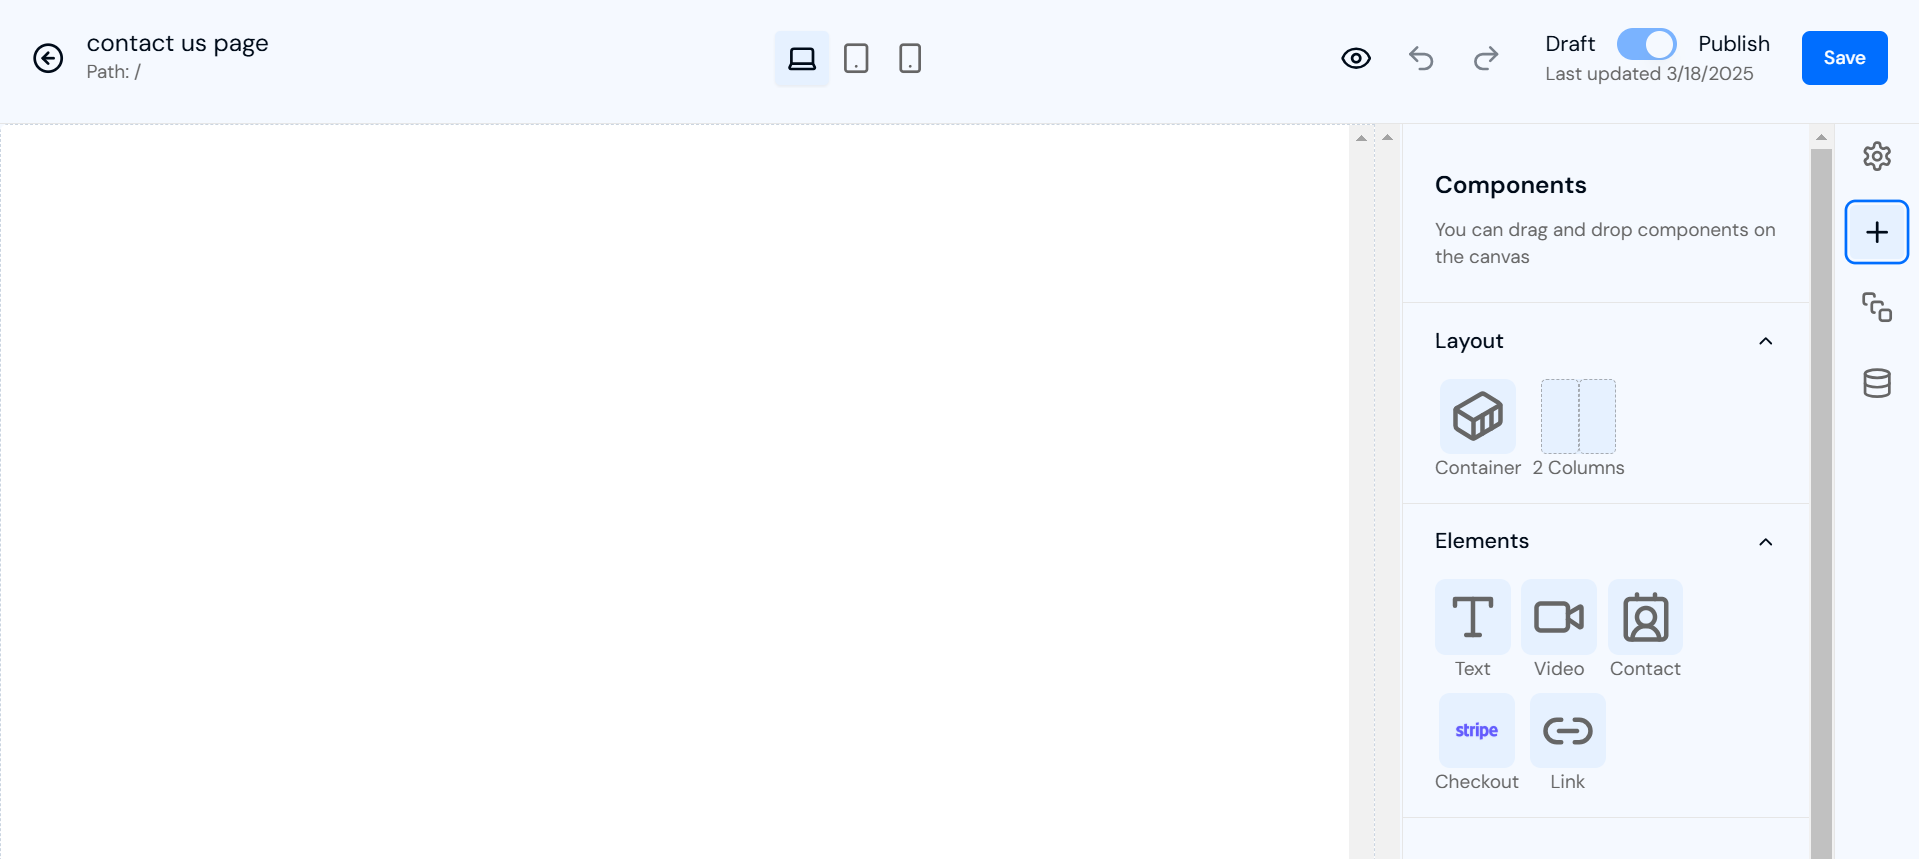 contact us page
Path: /
Draft
Publish
Last updated 3/18/2025
Save
Components
You can drag and drop components on
the canvas
Layout
Container
2 Columns
Elements
Text
Video
Contact
stripe
Checkout
Link